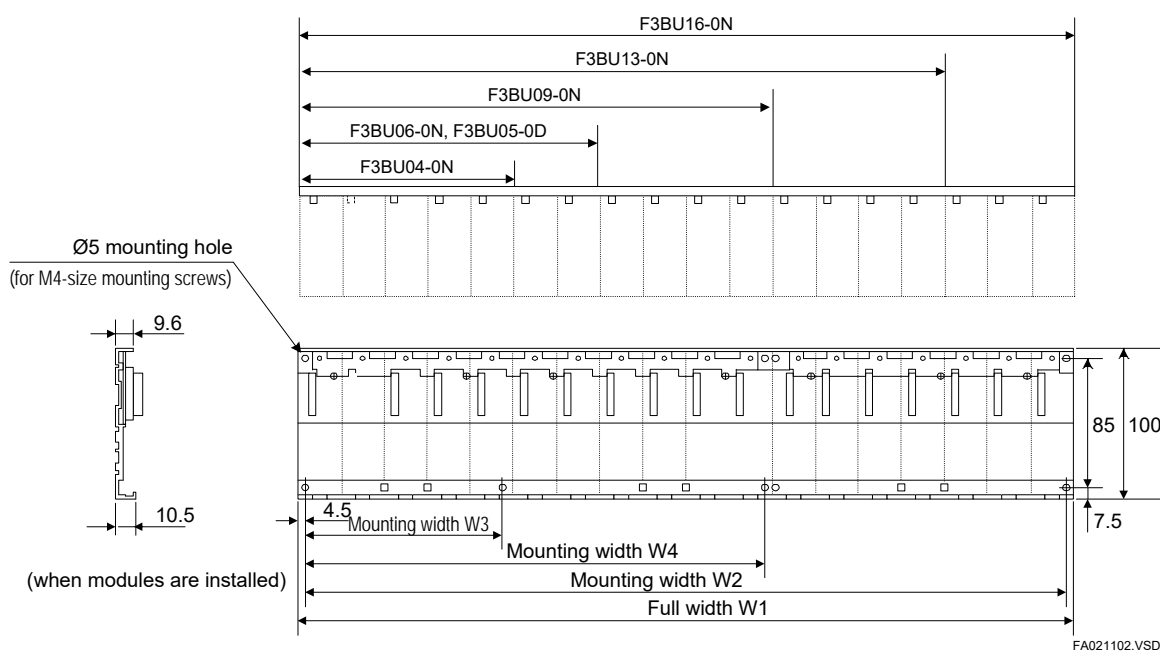 F3BU16-0N
F3BU13-0N
F3BU09-0N
F3BU06-0N, F3BU05-0D
F3BU04-0N
Ø5 mounting hole
(for M4-size mounting screws)
9.6
85
100
10.5
4.5
7.5
Mounting width W3
Mounting width W4
(when modules are installed)
Mounting width W2
Full width W1
FA021102.VSD